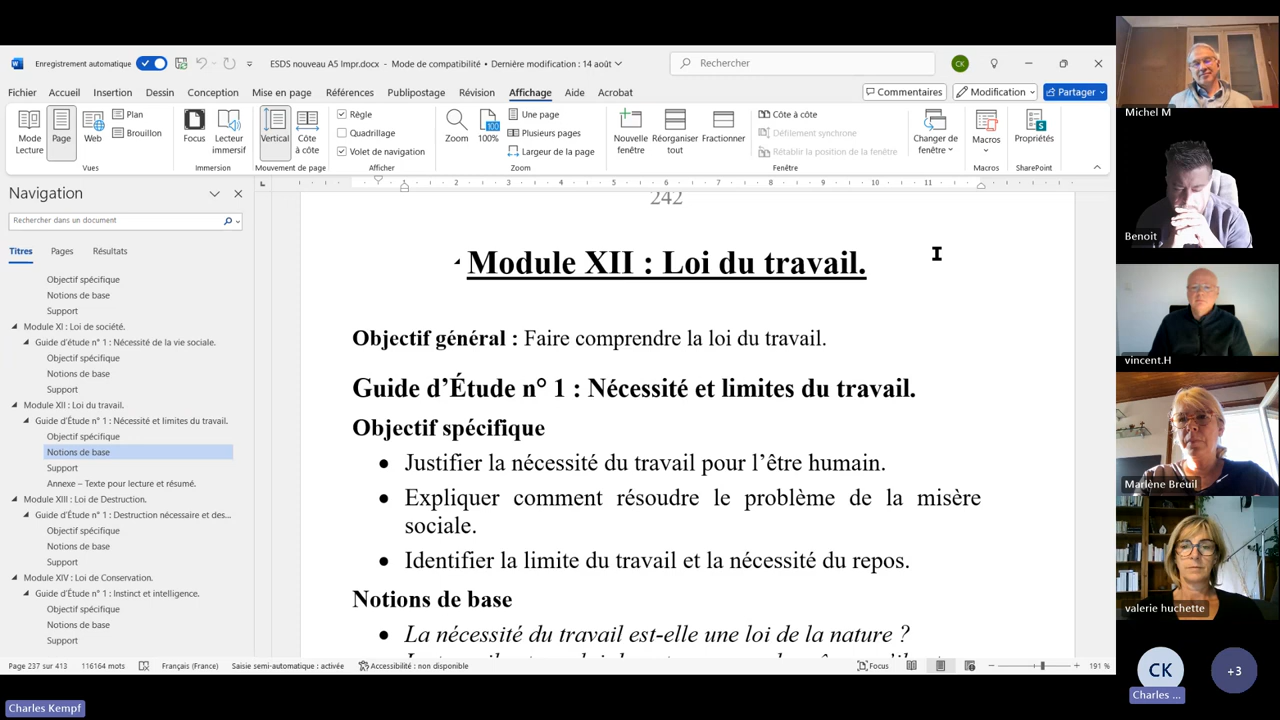 Enregistrement automatique
ESDS nouveau A5 Impr.docx - Mode de compatibilité • Dernière modification : 14 août
Rechercher
CK
Fichier Accueil Insertion Dessin Conception Mise en page Références Publipostage Révision Affichage Aide Acrobat
Commentaires Modification Partager
Mode Lecture
Page
Web
Plan
Brouillon
Vues
Focus
Lecteur immersif
Immersion
Vertical
Côte à côte
Mouvement de page
Règle
Quadrillage
Volet de navigation
Afficher
Zoom
100%
Une page
Plusieurs pages
Largeur de la page
Zoom
Nouvelle fenêtre
Réorganiser tout
Fractionner
Côte à côte
Défilement synchrone
Rétablir la position de la fenêtre
Fenêtre
Changer de fenêtre
Macros
Macros
Propriétés
SharePoint
Navigation
Rechercher dans un document
Titres Pages Résultats
Objectif spécifique
Notions de base
Support
Module XI : Loi de société.
Guide d'Étude n° 1 : Nécessité de la vie sociale.
Objectif spécifique
Notions de base
Support
Module XII : Loi du travail.
Guide d'Étude n° 1 : Nécessité et limites du travail.
Objectif spécifique
Notions de base
Support
Annexe – Texte pour lecture et résumé.
Module XIII : Loi de Destruction.
Guide d'Étude n° 1 : Destruction nécessaire et des...
Objectif spécifique
Notions de base
Support
Module XIV : Loi de Conservation.
Guide d'Étude n° 1 : Instinct et intelligence.
Objectif spécifique
Notions de base
Support
1 2 3 4 5 6 7 8 9 10 11
242
Module XII : Loi du travail.
Objectif général : Faire comprendre la loi du travail.
Guide d'Étude n° 1 : Nécessité et limites du travail.
Objectif spécifique
• Justifier la nécessité du travail pour l'être humain.
• Expliquer comment résoudre le problème de la misère
sociale.
• Identifier la limite du travail et la nécessité du repos.
Notions de base
• La nécessité du travail est-elle une loi de la nature ?
Page 237 sur 413 116164 mots Français (France) Saisie semi-automatique : activée Accessibilité : non disponible Focus 191 %
Michel M
Benoit
vincent.H
Marlène Breuil
valerie huchette
CK
Charles ...
+3
Charles Kempf